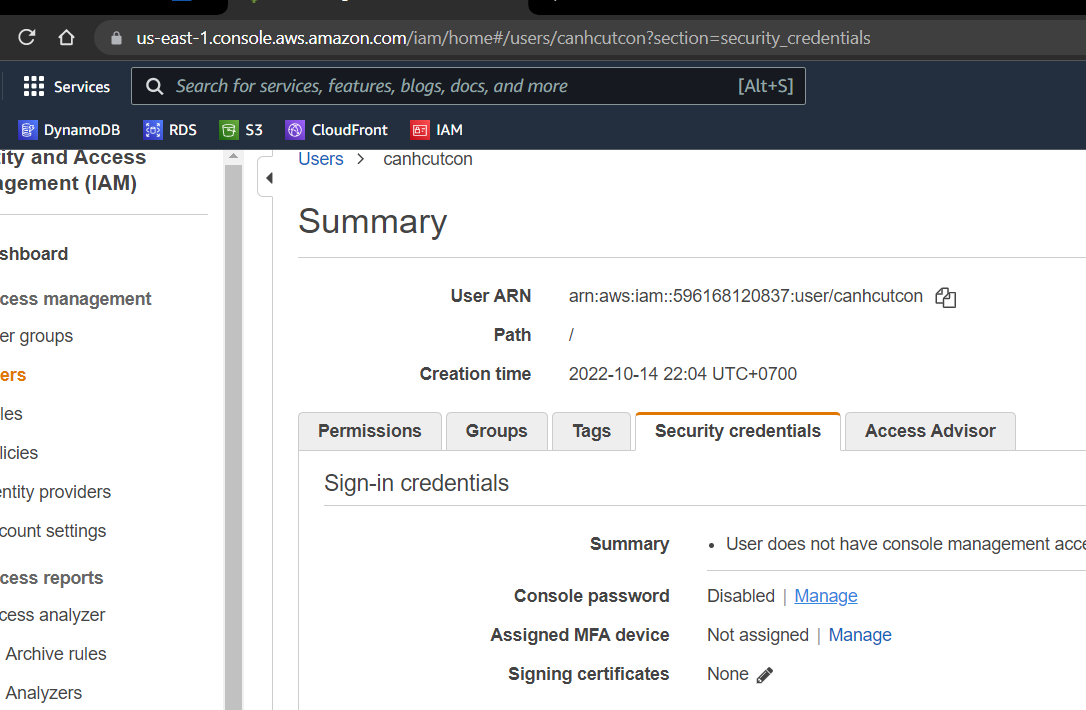 us-east-1.console.aws.amazon.com/iam/home#/users/canhcutcon?section=security_credentials
Services
Search for services, features, blogs, docs, and more [Alt+S]
DynamoDB RDS S3 CloudFront IAM
ity and Access
gement (IAM)
shboard
cess management
er groups
ers
les
licies
ntity providers
count settings
cess reports
cess analyzer
Archive rules
Analyzers
Users > canhcutcon
Summary
User ARN arn:aws:iam::596168120837:user/canhcutcon
Path /
Creation time 2022-10-14 22:04 UTC+0700
Permissions Groups Tags Security credentials Access Advisor
Sign-in credentials
Summary • User does not have console management acce
Console password Disabled | Manage
Assigned MFA device Not assigned | Manage
Signing certificates None